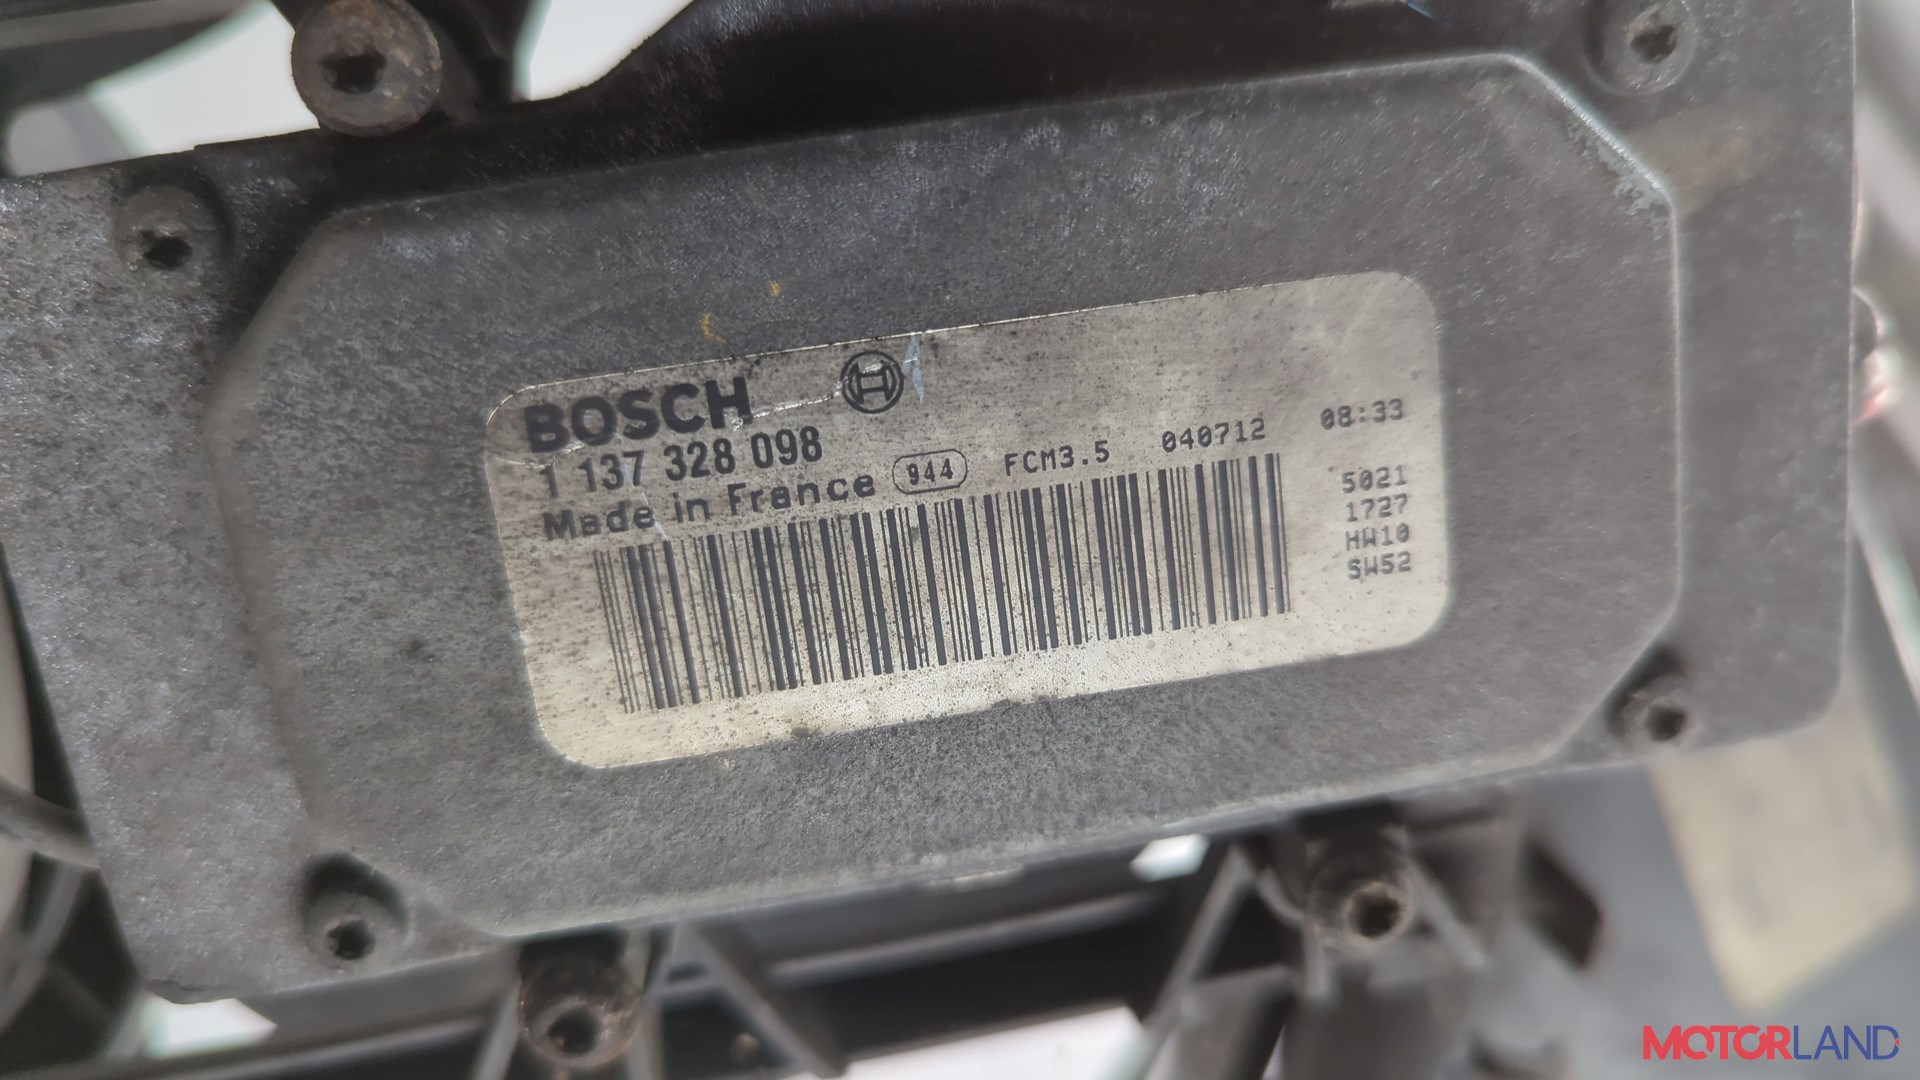 BOSCH
1 137 328 098
Made in France 944 FCM3.5 040712 08:33
5021
1727
HW10
SW52
MOTORLAND